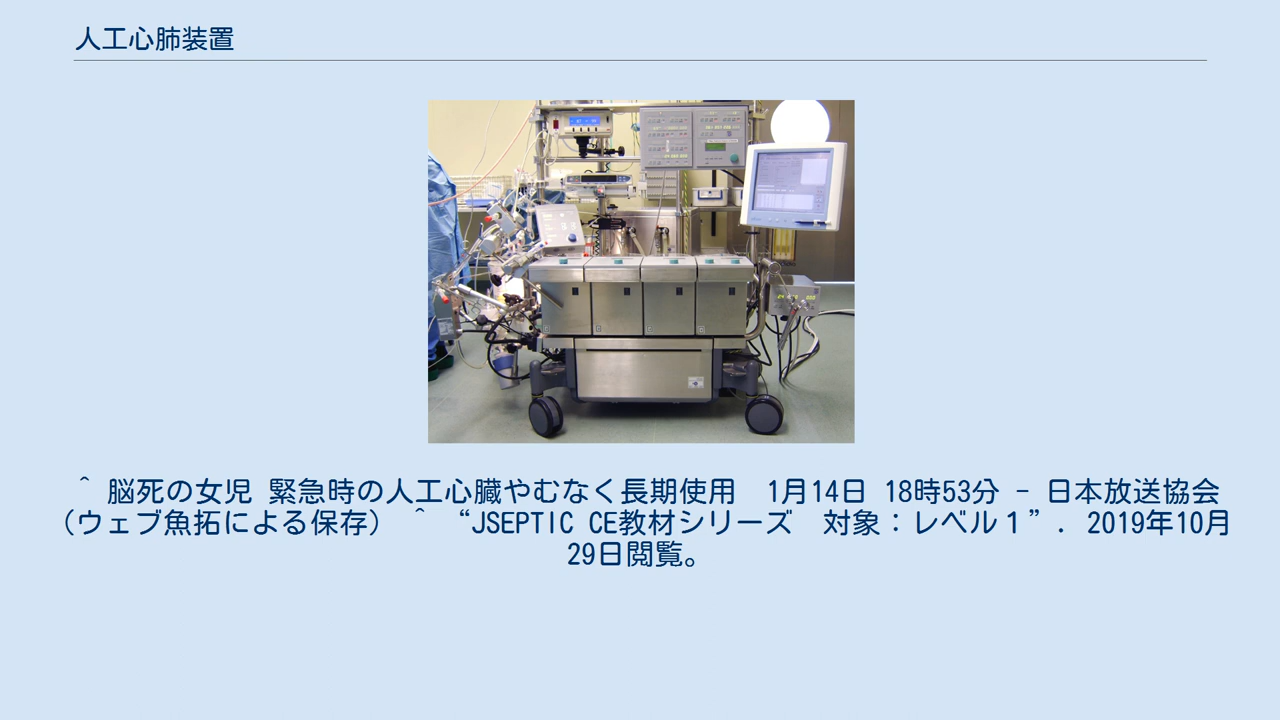 人工心肺装置
^ 脳死の女児 緊急時の人工心臓やむなく長期使用　1月14日 18時53分 - 日本放送協会
（ウェブ魚拓による保存） ^ “JSEPTIC CE教材シリーズ　対象：レベル１”. 2019年10月
29日閲覧。